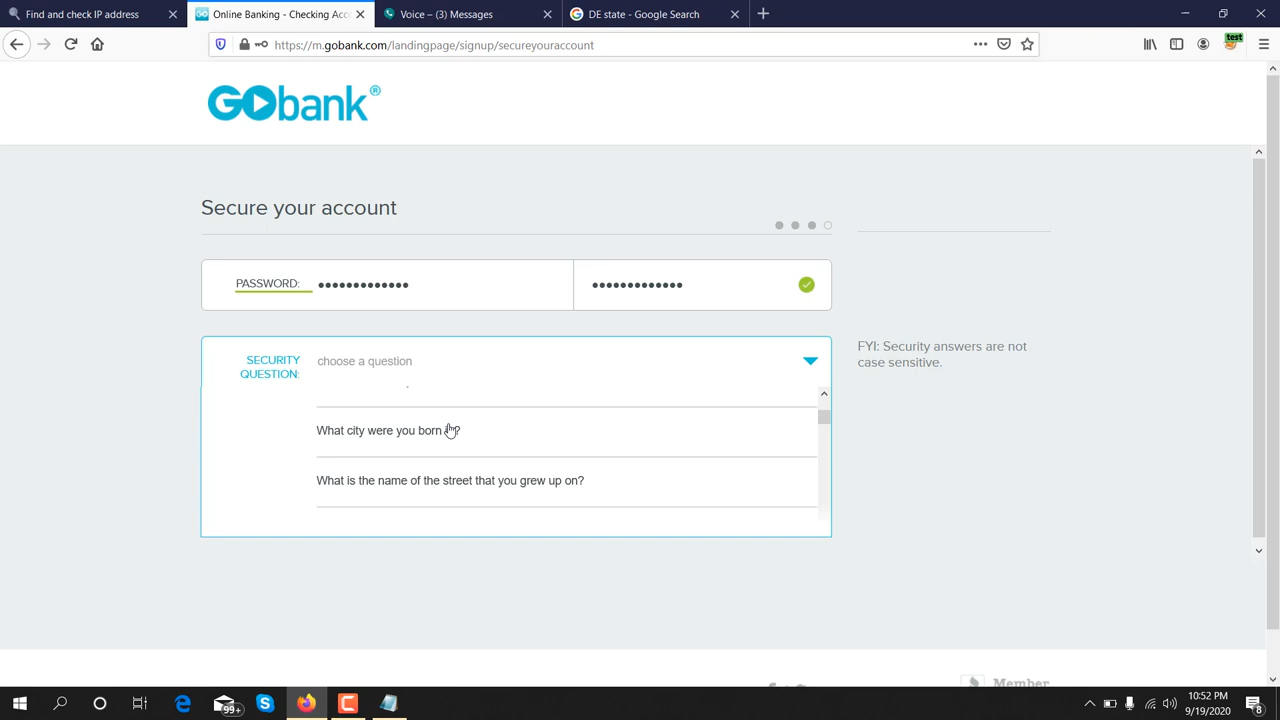 Find and check IP address
Online Banking - Checking Acc
Voice – (3) Messages
DE state - Google Search
test
https://m.gobank.com/landingpage/signup/secureyouraccount
GObank®
Secure your account
PASSWORD: ••••••••••••• •••••••••••••
SECURITY QUESTION: choose a question
FYI: Security answers are not
case sensitive.
What city were you born ?
What is the name of the street that you grew up on?
Member
99+
10:52 PM
9/19/2020
8